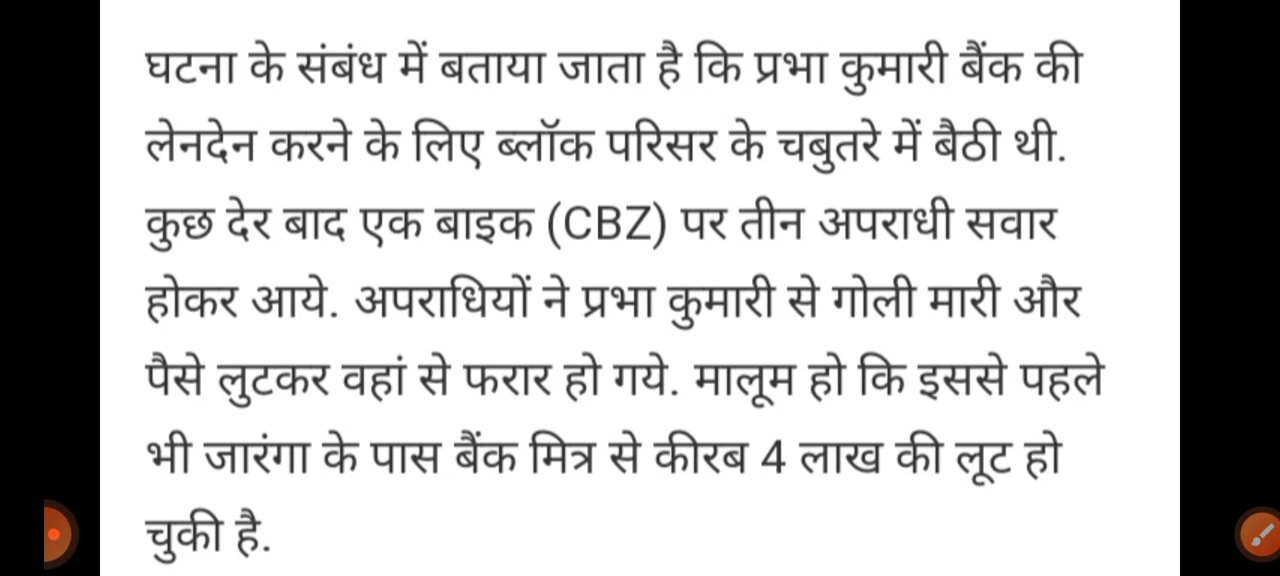 घटना के संबंध में बताया जाता है कि प्रभा कुमारी बैंक की
लेनदेन करने के लिए ब्लॉक परिसर के चबुतरे में बैठी थी.
कुछ देर बाद एक बाइक (CBZ) पर तीन अपराधी सवार
होकर आये. अपराधियों ने प्रभा कुमारी से गोली मारी और
पैसे लुटकर वहां से फरार हो गये. मालूम हो कि इससे पहले
भी जारंगा के पास बैंक मित्र से कीरब 4 लाख की लूट हो
चुकी है.